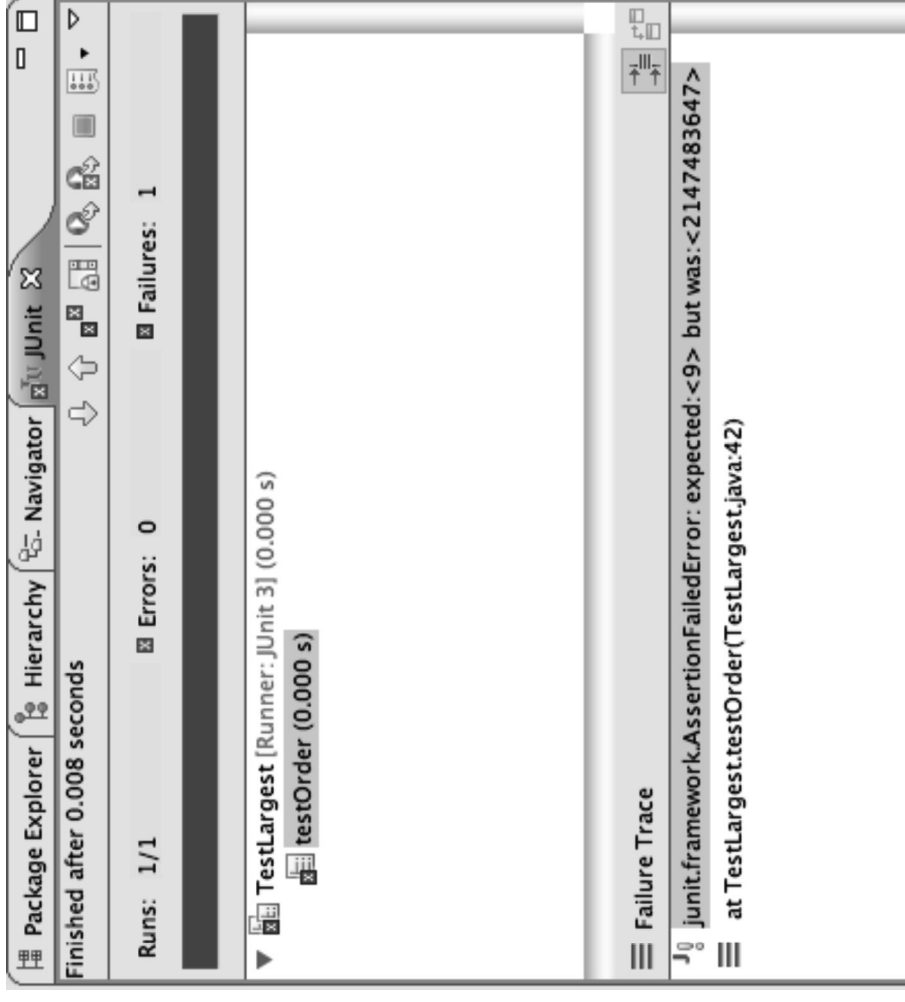 Package Explorer Hierarchy Navigator JUnit
Finished after 0.008 seconds
Runs: 1/1 Errors: 0 Failures: 1
TestLargest [Runner: JUnit 3] (0.000 s)
testOrder (0.000 s)
Failure Trace
junit.framework.AssertionFailedError: expected:<9> but was:<2147483647>
at TestLargest.testOrder(TestLargest.java:42)